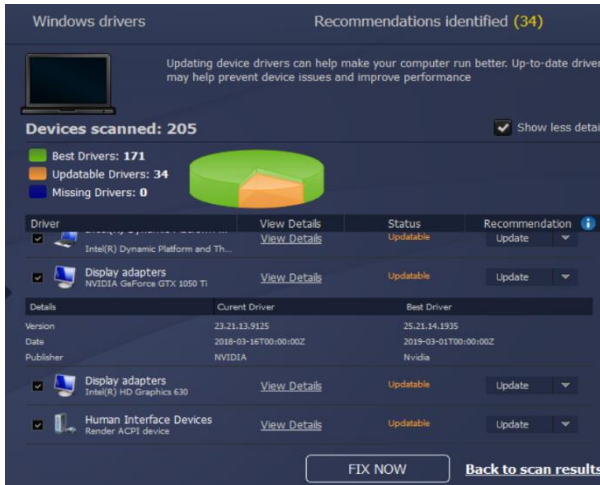 Windows drivers
Recommendations identified (34)
Updating device drivers can help make your computer run better. Up-to-date driver
may help prevent device issues and improve performance
Devices scanned: 205
Show less detai
Best Drivers: 171
Updatable Drivers: 34
Missing Drivers: 0
Driver View Details Status Recommendation
View Details Updatable Update
Intel(R) Dynamic Platform and Th...
Display adapters
NVIDIA GeForce GTX 1050 Ti View Details Updatable Update
Details Curent Driver Best Driver
Version 23.21.13.9125 25.21.14.1935
Date 2018-03-16T00:00:00Z 2019-03-01T00:00:00Z
Publisher NVIDIA Nvidia
Display adapters
Intel(R) HD Graphics 630 View Details Updatable Update
Human Interface Devices
Render ACPI device View Details Updatable Update
FIX NOW
Back to scan results